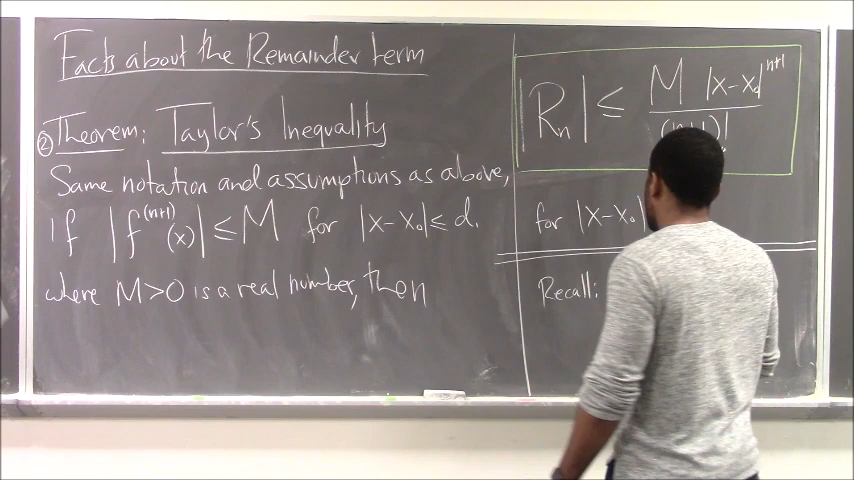 Facts about the Remainder term
② Theorem: Taylor's Inequality
Same notation and assumptions as above,
If |f^(n+1)(x)| ≤ M for |x-x₀| ≤ d.
where M>0 is a real number, then
|Rₙ| ≤ M |x-x₀|^n+1 / (n+1)!
for |x-x₀|
Recall: